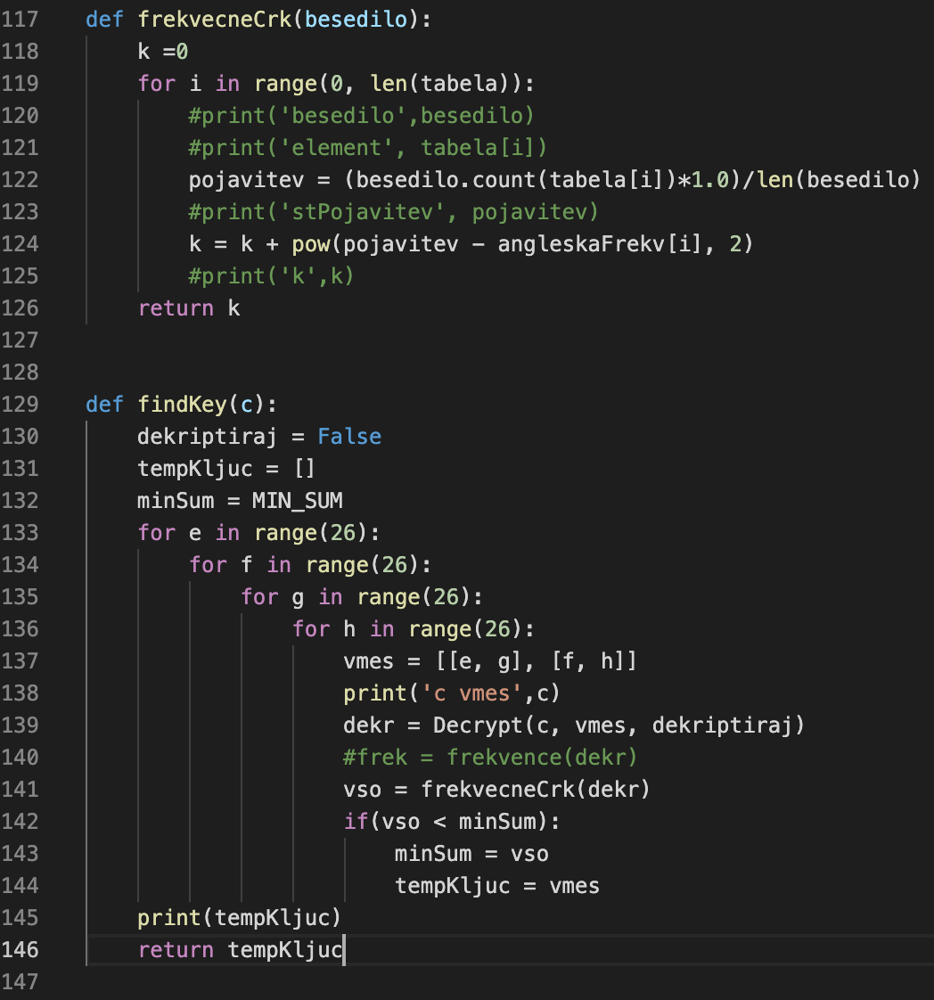 117 def frekvecneCrk(besedilo):
118 k =0
119 for i in range(0, len(tabela)):
120 #print('besedilo',besedilo)
121 #print('element', tabela[i])
122 pojavitev = (besedilo.count(tabela[i])*1.0)/len(besedilo)
123 #print('stPojavitev', pojavitev)
124 k = k + pow(pojavitev - angleskaFrekv[i], 2)
125 #print('k',k)
126 return k
127
128
129 def findKey(c):
130 dekriptiraj = False
131 tempKljuc = []
132 minSum = MIN_SUM
133 for e in range(26):
134 for f in range(26):
135 for g in range(26):
136 for h in range(26):
137 vmes = [[e, g], [f, h]]
138 print('c vmes',c)
139 dekr = Decrypt(c, vmes, dekriptiraj)
140 #frek = frekvence(dekr)
141 vso = frekvecneCrk(dekr)
142 if(vso < minSum):
143 minSum = vso
144 tempKljuc = vmes
145 print(tempKljuc)
146 return tempKljuc
147